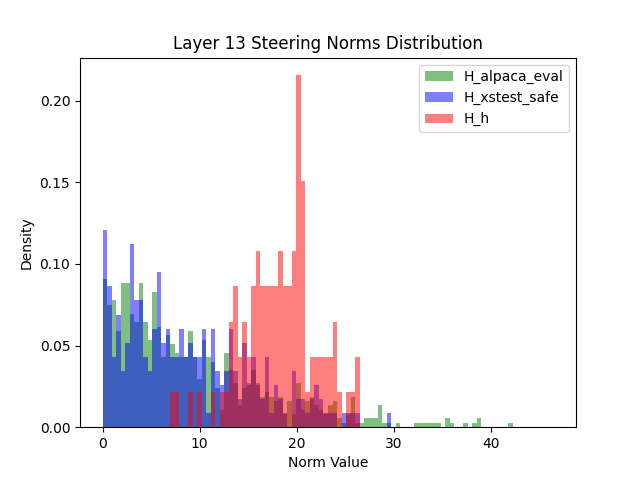 Layer 13 Steering Norms Distribution
H_alpaca_eval
H_xstest_safe
H_h
0.20
0.15
0.10
0.05
0.00
Density
0 10 20 30 40
Norm Value